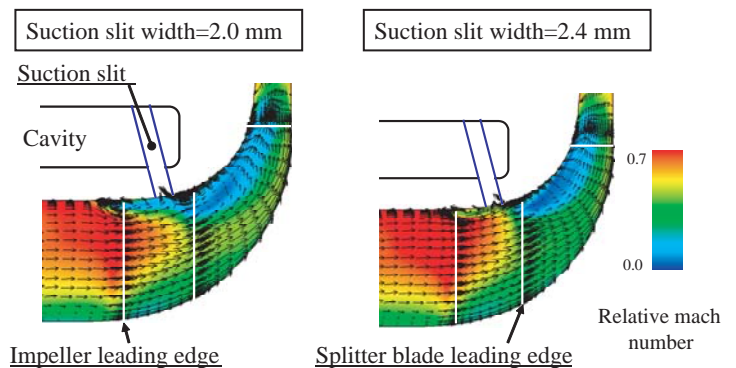 Suction slit width=2.0 mm
Suction slit width=2.4 mm
Suction slit
Cavity
0.7
0.0
Relative mach
number
Impeller leading edge
Splitter blade leading edge